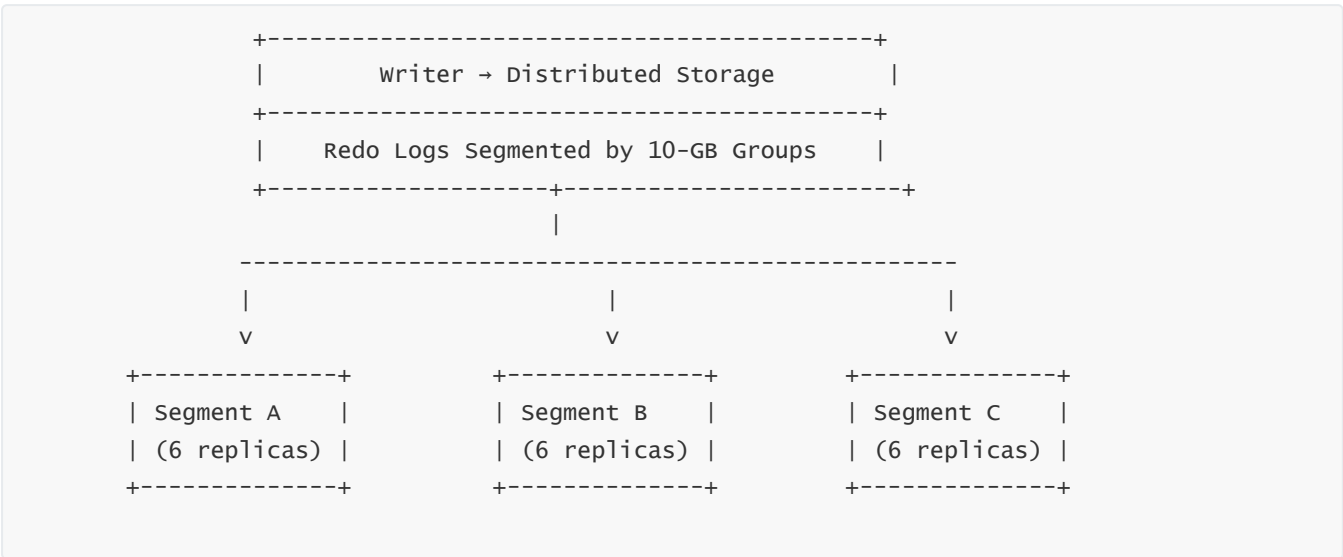 Writer → Distributed Storage
Redo Logs Segmented by 10-GB Groups
Segment A Segment B Segment C
(6 replicas) (6 replicas) (6 replicas)